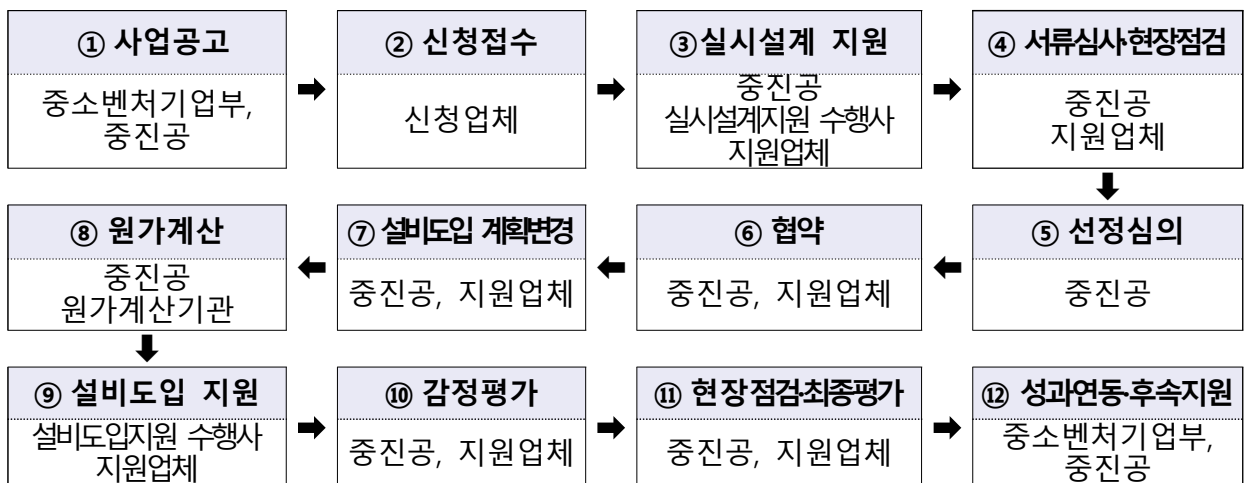 ① 사업공고
중소벤처기업부,
중진공
② 신청접수
신청업체
③실시설계 지원
중진공
실시설계지원 수행사
지원업체
④ 서류심사·현장점검
중진공
지원업체
⑤ 선정심의
중진공
⑥ 협약
중진공, 지원업체
⑦ 설비도입 계획변경
중진공, 지원업체
⑧ 원가계산
중진공
원가계산기관
⑨ 설비도입 지원
설비도입지원 수행사
지원업체
⑩ 감정평가
중진공, 지원업체
⑪ 현장점검·최종평가
중진공, 지원업체
⑫ 성과연동·후속지원
중소벤처기업부,
중진공